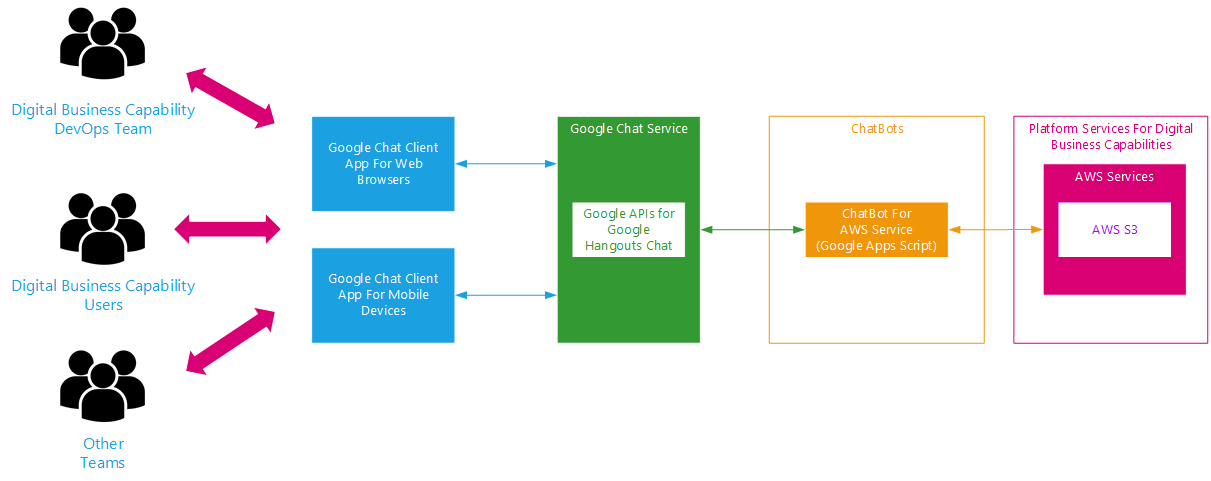 Digital Business Capability
DevOps Team
Digital Business Capability
Users
Other
Teams
Google Chat Client
App For Web
Browsers
Google Chat Client
App For Mobile
Devices
Google Chat Service
Google APIs for
Google
Hangouts Chat
ChatBots
ChatBot For
AWS Service
(Google Apps Script)
Platform Services For Digital
Business Capabilities
AWS Services
AWS S3